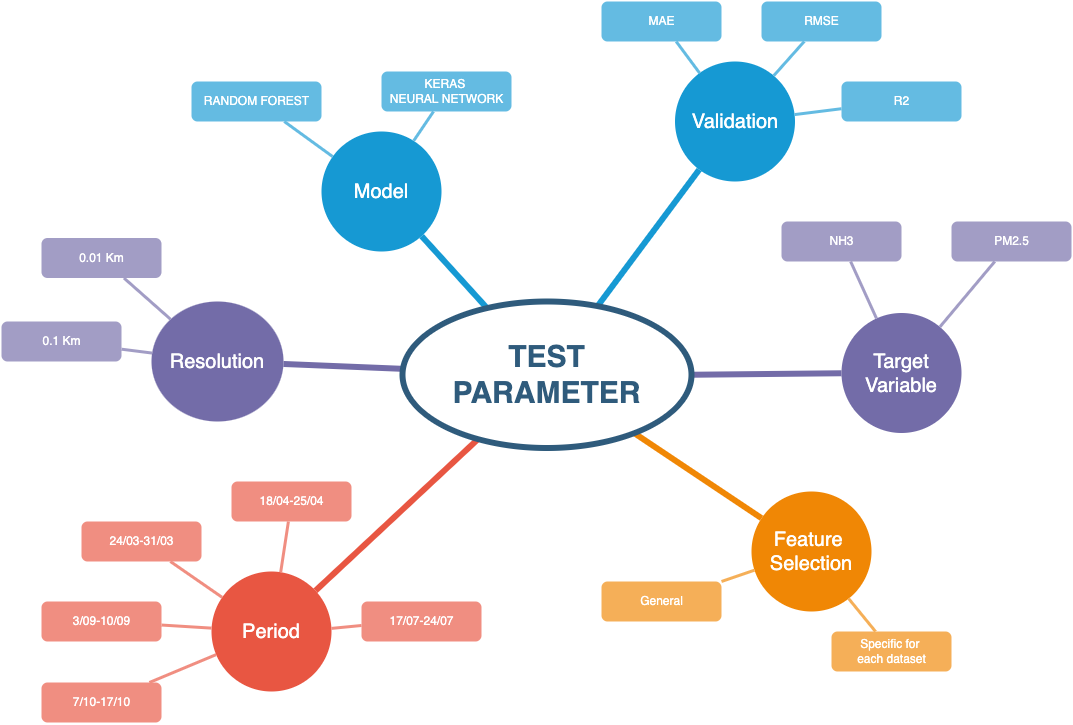 MAE
RMSE
KERAS
NEURAL NETWORK
RANDOM FOREST
R2
Validation
Model
NH3
PM2.5
0.01 Km
0.1 Km
Resolution
TEST
PARAMETER
Target
Variable
18/04-25/04
24/03-31/03
3/09-10/09
17/07-24/07
Period
7/10-17/10
Feature
Selection
General
Specific for
each dataset